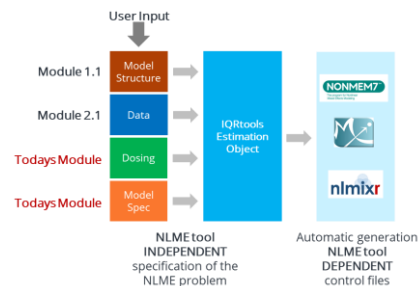 User Input
Module 1.1
Model
Structure
Module 2.1
Data
Todays Module
Dosing
Todays Module
Model
Spec
IQRtools
Estimation
Object
NONMEM7
nlmixr
NLME tool
INDEPENDENT
specification of the
NLME problem
Automatic generation
NLME tool
DEPENDENT
control files